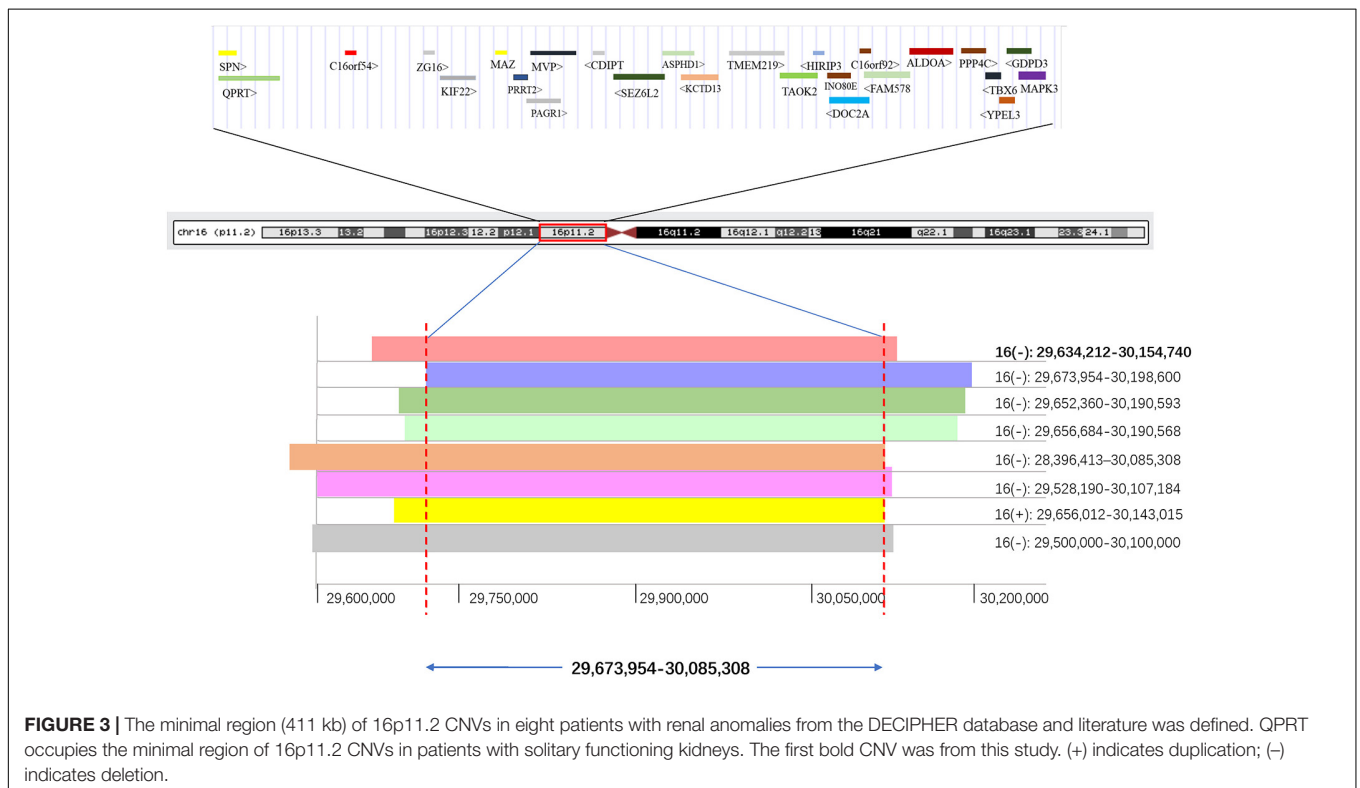 SPN> C16orf54> ZG16> MAZ MVP> <CDIPT ASPHD1> TMEM219> <HIRIP3 C16orf92> ALDOA> PPP4C> <GDPD3
QPRT> KIF22> PRRT2> PAGR1> <SEZ6L2 <KCTD13 TAOK2 INO80E <DOC2A <FAM578 <TBX6 MAPK3
<YPEL3
chr16 (p11.2) 16p13.3 13.2 16p12.3 12.2 p12.1 16p11.2 16q11.2 16q12.1 q12.2 13 16q21 q22.1 16q23.1 23.3 24.1
16(-): 29,634,212-30,154,740
16(-): 29,673,954-30,198,600
16(-): 29,652,360-30,190,593
16(-): 29,656,684-30,190,568
16(-): 28,396,413–30,085,308
16(-): 29,528,190-30,107,184
16(+): 29,656,012-30,143,015
16(-): 29,500,000-30,100,000
29,600,000 29,750,000 29,900,000 30,050,000 30,200,000
29,673,954-30,085,308
FIGURE 3 | The minimal region (411 kb) of 16p11.2 CNVs in eight patients with renal anomalies from the DECIPHER database and literature was defined. QPRT
occupies the minimal region of 16p11.2 CNVs in patients with solitary functioning kidneys. The first bold CNV was from this study. (+) indicates duplication; (–)
indicates deletion.